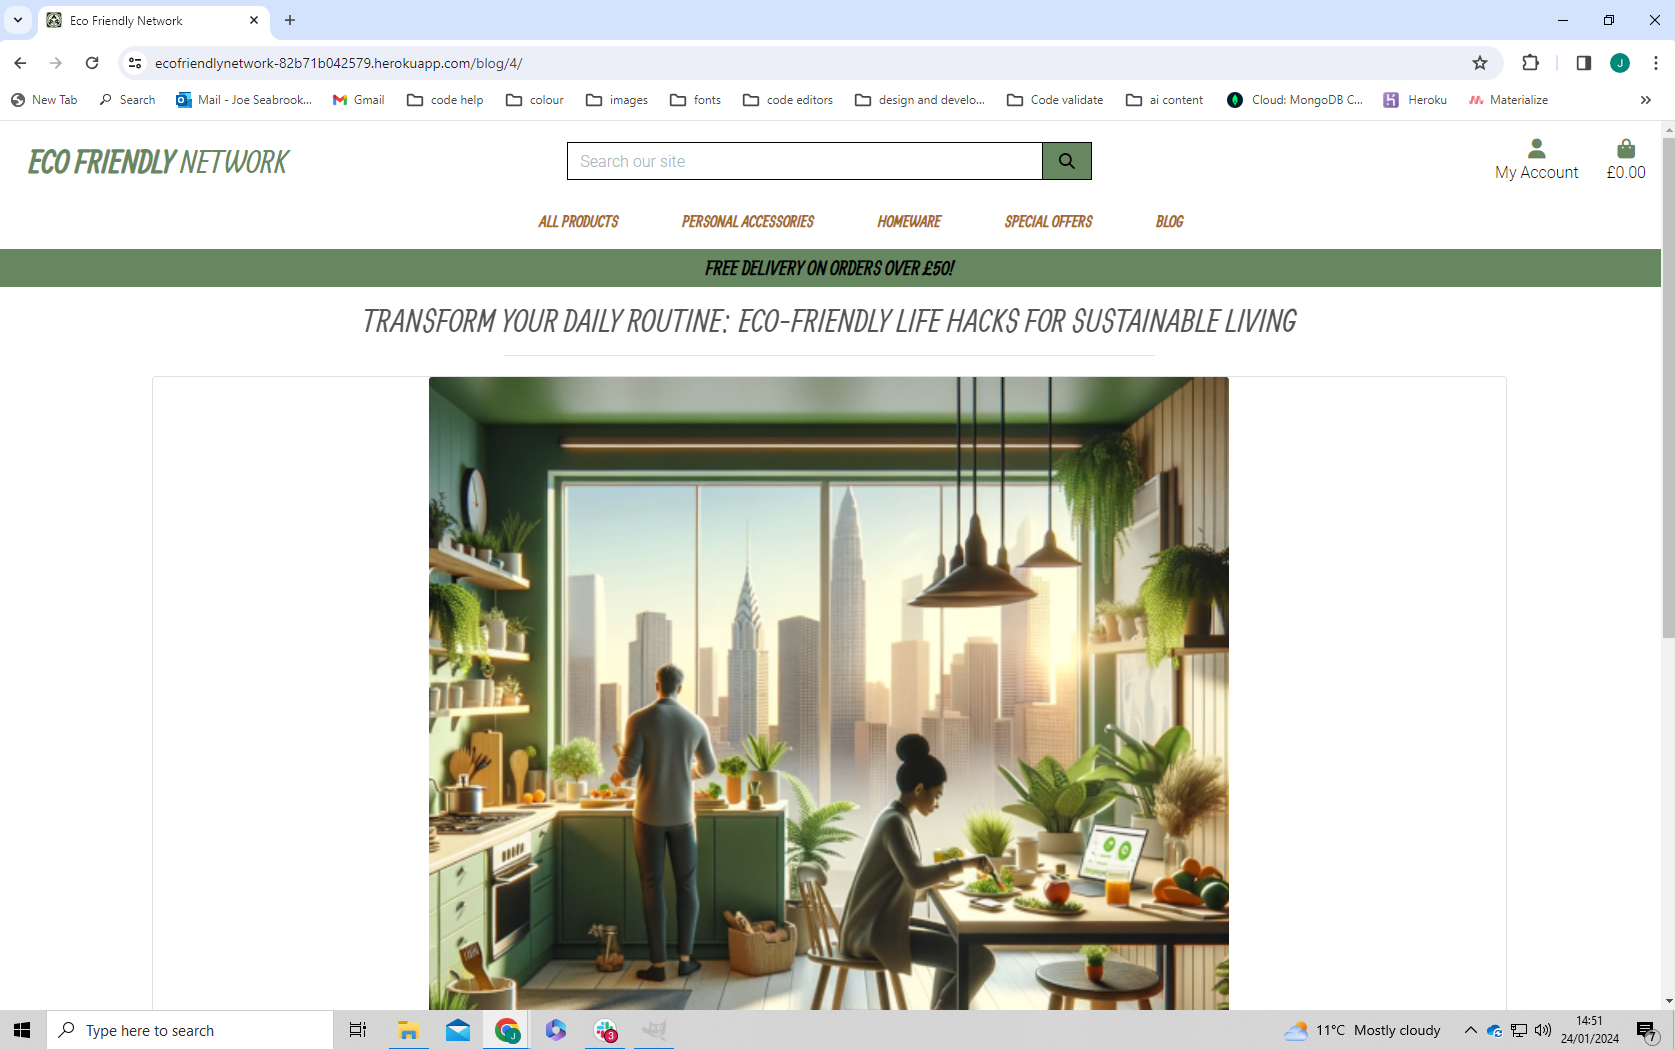 Eco Friendly Network
ecofriendlynetwork-82b71b042579.herokuapp.com/blog/4/
J
New Tab
Search
Mail - Joe Seabrook...
Gmail
code help
colour
images
fonts
code editors
design and develo...
Code validate
ai content
Cloud: MongoDB C...
Heroku
Materialize
ECO FRIENDLY NETWORK
Search our site
My Account
£0.00
ALL PRODUCTS
PERSONAL ACCESSORIES
HOMEWARE
SPECIAL OFFERS
BLOG
FREE DELIVERY ON ORDERS OVER £50!
TRANSFORM YOUR DAILY ROUTINE: ECO-FRIENDLY LIFE HACKS FOR SUSTAINABLE LIVING
Type here to search
J
3
11°C Mostly cloudy
14:51
24/01/2024
7